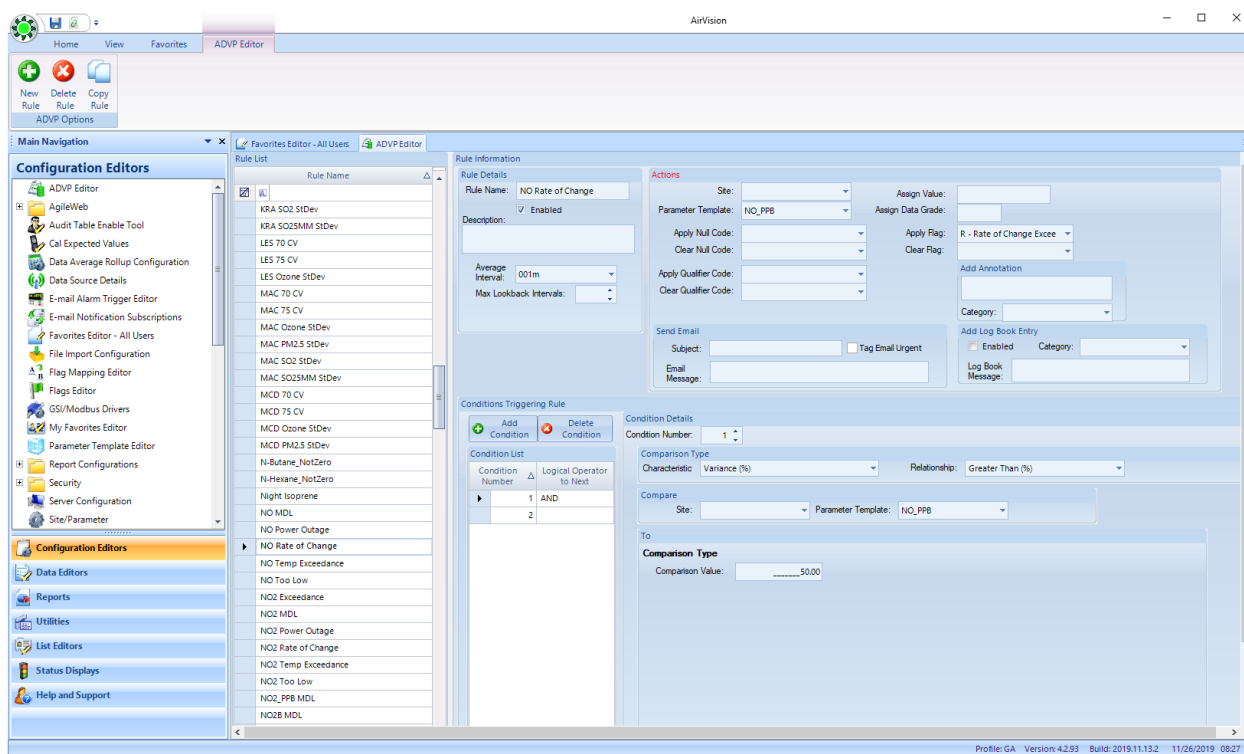 AirVision
Home View Favorites ADVP Editor
New Rule
Delete Rule
Copy Rule
ADVP Options
Main Navigation
Configuration Editors
ADVP Editor
AgileWeb
Audit Table Enable Tool
Cal Expected Values
Data Average Rollup Configuration
Data Source Details
E-mail Alarm Trigger Editor
E-mail Notification Subscriptions
Favorites Editor - All Users
File Import Configuration
Flag Mapping Editor
Flags Editor
GSI/Modbus Drivers
My Favorites Editor
Parameter Template Editor
Report Configurations
Security
Server Configuration
Site/Parameter
Configuration Editors
Data Editors
Reports
Utilities
List Editors
Status Displays
Help and Support
Favorites Editor - All Users ADVP Editor
Rule List
Rule Name
KRA SO2 StDev
KRA SO25MM StDev
LES 70 CV
LES 75 CV
LES Ozone StDev
MAC 70 CV
MAC 75 CV
MAC Ozone StDev
MAC PM2.5 StDev
MAC SO2 StDev
MAC SO25MM StDev
MCD 70 CV
MCD 75 CV
MCD Ozone StDev
MCD PM2.5 StDev
N-Butane_NotZero
N-Hexane_NotZero
Night Isoprene
NO MDL
NO Power Outage
NO Rate of Change
NO Temp Exceedance
NO Too Low
NO2 Exceedance
NO2 MDL
NO2 Power Outage
NO2 Rate of Change
NO2 Temp Exceedance
NO2 Too Low
NO2_PPB MDL
NO2B MDL
Rule Information
Rule Details
Rule Name: NO Rate of Change
Enabled
Description:
Average Interval: 001m
Max Lookback Intervals:
Actions
Site:
Parameter Template: NO_PPB
Apply Null Code:
Clear Null Code:
Apply Qualifier Code:
Clear Qualifier Code:
Assign Value:
Assign Data Grade:
Apply Flag: R - Rate of Change Excee
Clear Flag:
Add Annotation
Category:
Send Email
Subject:
Tag Email Urgent
Email Message:
Add Log Book Entry
Enabled Category:
Log Book Message:
Conditions Triggering Rule
Add Condition
Delete Condition
Condition List
Condition Number Logical Operator to Next
1 AND
2
Condition Details
Condition Number: 1
Comparison Type
Characteristic Variance (%) Relationship: Greater Than (%)
Compare
Site: Parameter Template: NO_PPB
To
Comparison Type
Comparison Value: _______50.00
Profile: GA Version: 4.2.93 Build: 2019.11.13.2 11/26/2019 08:27